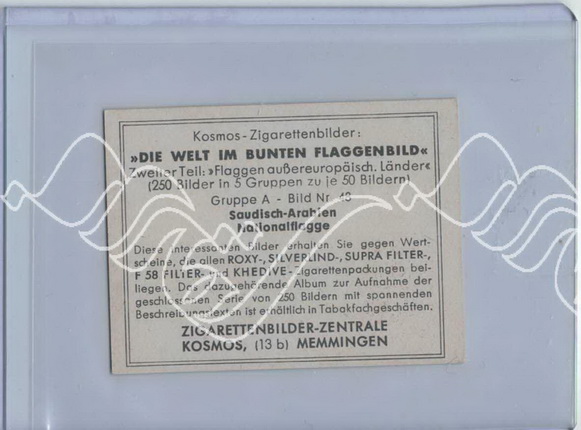 Kosmos-Zigarettenbilder:
»DIE WELT IM BUNTEN FLAGGENBILD«
Zweiter Teil: »Flaggen außereuropäisch. Länder«
(250 Bilder in 5 Gruppen zu je 50 Bildern)
Gruppe A - Bild Nr. 48
Saudisch-Arabien
Nationalflagge
Diese interessanten Bilder erhalten Sie gegen Wert-
scheine, die allen ROXY-, SILVERLIND-, SUPRA FILTER-,
F 58 FILTER- und KHEDIVE-Zigarettenpackungen bei-
liegen. Das dazugehörende Album zur Aufnahme der
geschlossenen Serie von 250 Bildern mit spannenden
Beschreibungstexten ist erhältlich in Tabakfachgeschäften.
ZIGARETTENBILDER-ZENTRALE
KOSMOS, (13 b) MEMMINGEN